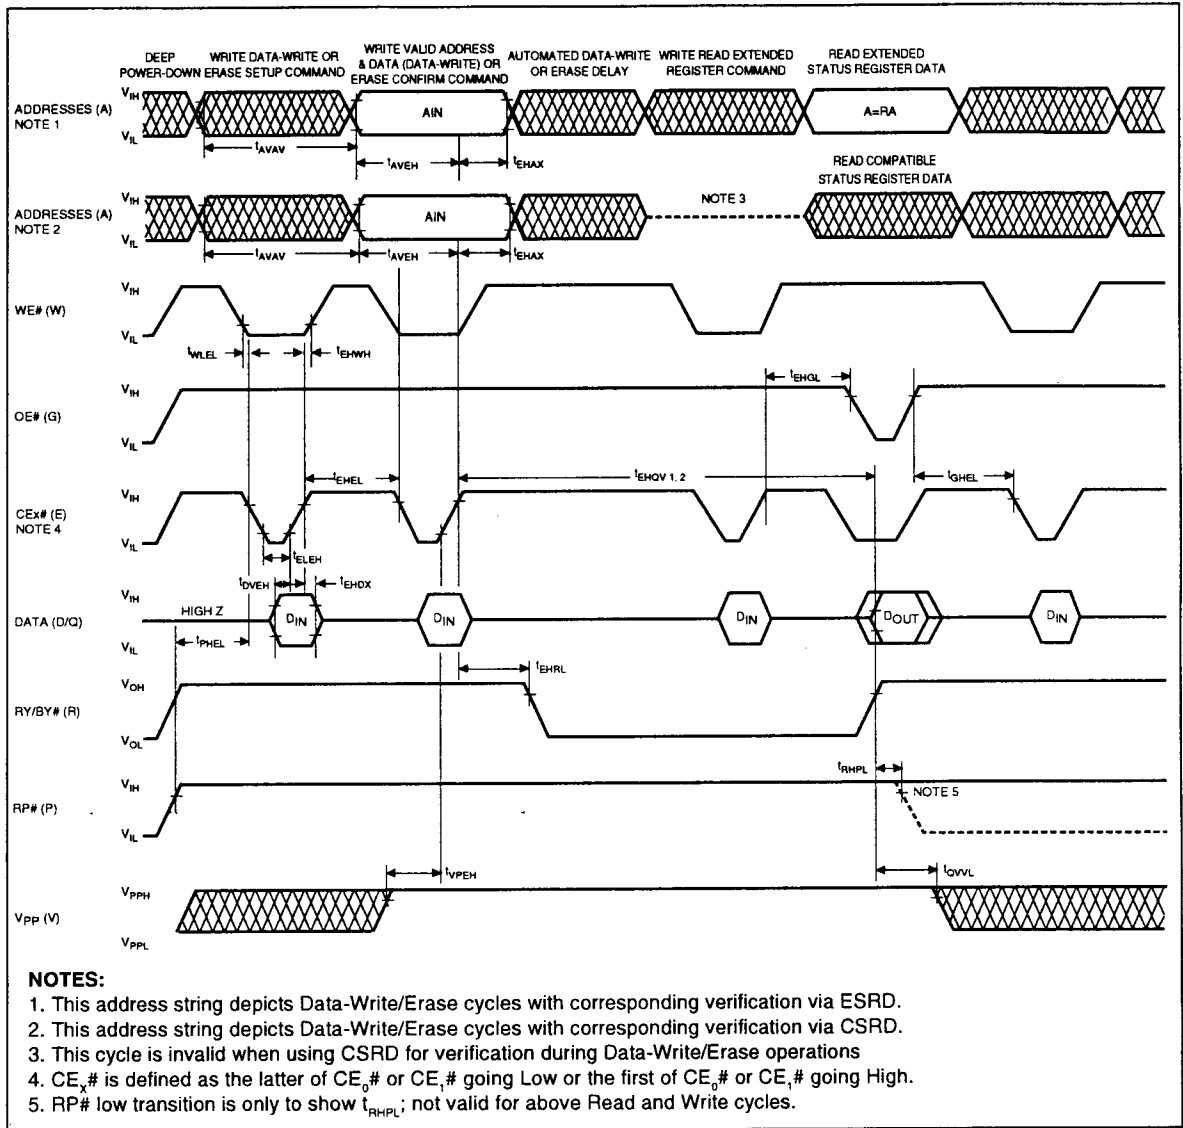 DEEP
POWER-DOWN
WRITE DATA-WRITE OR
ERASE SETUP COMMAND
WRITE VALID ADDRESS
& DATA (DATA-WRITE) OR
ERASE CONFIRM COMMAND
AUTOMATED DATA-WRITE
OR ERASE DELAY
WRITE READ EXTENDED
REGISTER COMMAND
READ EXTENDED
STATUS REGISTER DATA
ADDRESSES (A)
NOTE 1
VIH
VIL
AIN
A=RA
tAVAV
tAVEH
tEHAX
READ COMPATIBLE
STATUS REGISTER DATA
ADDRESSES (A)
NOTE 2
VIH
VIL
AIN
NOTE 3
tAVAV
tAVEH
tEHAX
WE# (W)
VIH
VIL
tWLEL
tEHWH
OE# (G)
VIH
VIL
tEHGL
CEx# (E)
NOTE 4
VIH
VIL
tEHEL
tEHQV 1, 2
tGHEL
tELEH
tDVEH
tEHDX
DATA (D/Q)
VIH
VIL
HIGH Z
DIN
DIN
DIN
DOUT
DIN
tPHEL
tEHRL
RY/BY# (R)
VOH
VOL
tRHPL
RP# (P)
VIH
VIL
NOTE 5
tVPEH
tQVVL
VPP (V)
VPPH
VPPL
NOTES:
1. This address string depicts Data-Write/Erase cycles with corresponding verification via ESRD.
2. This address string depicts Data-Write/Erase cycles with corresponding verification via CSRD.
3. This cycle is invalid when using CSRD for verification during Data-Write/Erase operations
4. CEx# is defined as the latter of CE0# or CE1# going Low or the first of CE0# or CE1# going High.
5. RP# low transition is only to show tRHPL; not valid for above Read and Write cycles.